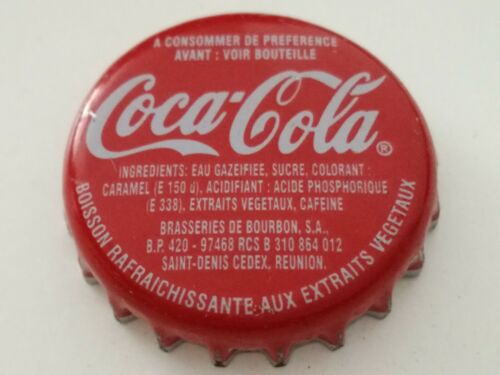 A CONSOMMER DE PREFERENCE
AVANT : VOIR BOUTEILLE
Coca-Cola ®
INGREDIENTS: EAU GAZEIFIEE, SUCRE, COLORANT :
CARAMEL (E 150 d), ACIDIFIANT : ACIDE PHOSPHORIQUE
(E 338), EXTRAITS VEGETAUX, CAFEINE
BRASSERIES DE BOURBON, S.A.,
B.P. 420 - 97468 RCS B 310 864 012
SAINT-DENIS CEDEX, REUNION.
BOISSON RAFRAICHISSANTE AUX EXTRAITS VEGETAUX